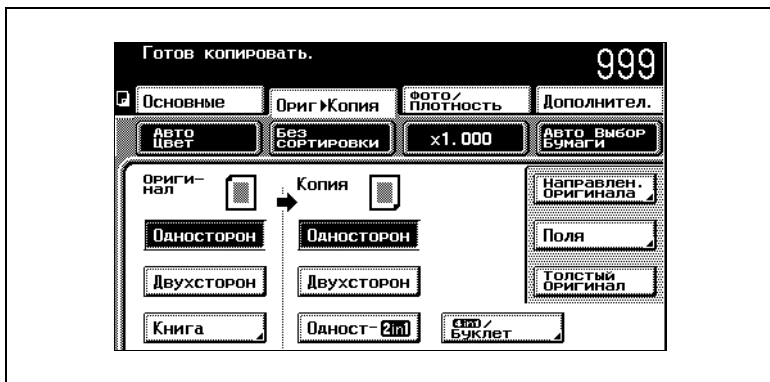 Готов копировать.
999
Основные
Ориг►Копия
Фото/
Плотность
Дополнител.
Авто
Цвет
Без
сортировки
x1.000
Авто Выбор
Бумаги
Ориги-
нал
Копия
Направлен.
Оригинала
Односторон
Односторон
Поля
Двухсторон
Двухсторон
Толстый
Оригинал
Книга
Одност-2in1
4in1/
Буклет